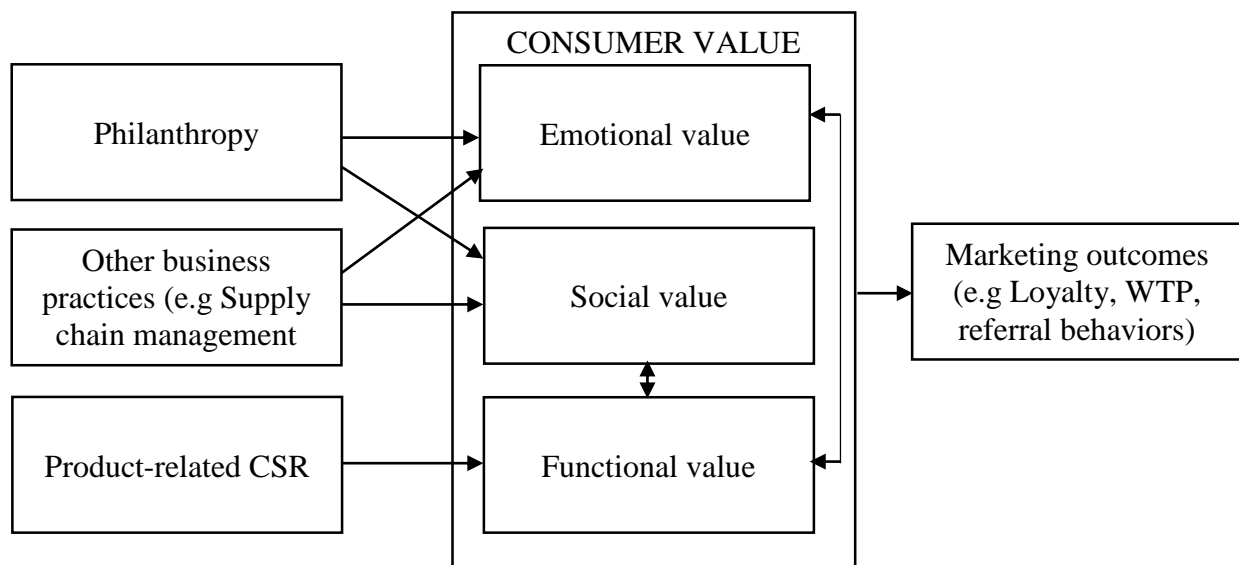 CONSUMER VALUE
Philanthropy
Emotional value
Other business
practices (e.g Supply
chain management
Social value
Marketing outcomes
(e.g Loyalty, WTP,
referral behaviors)
Product-related CSR
Functional value